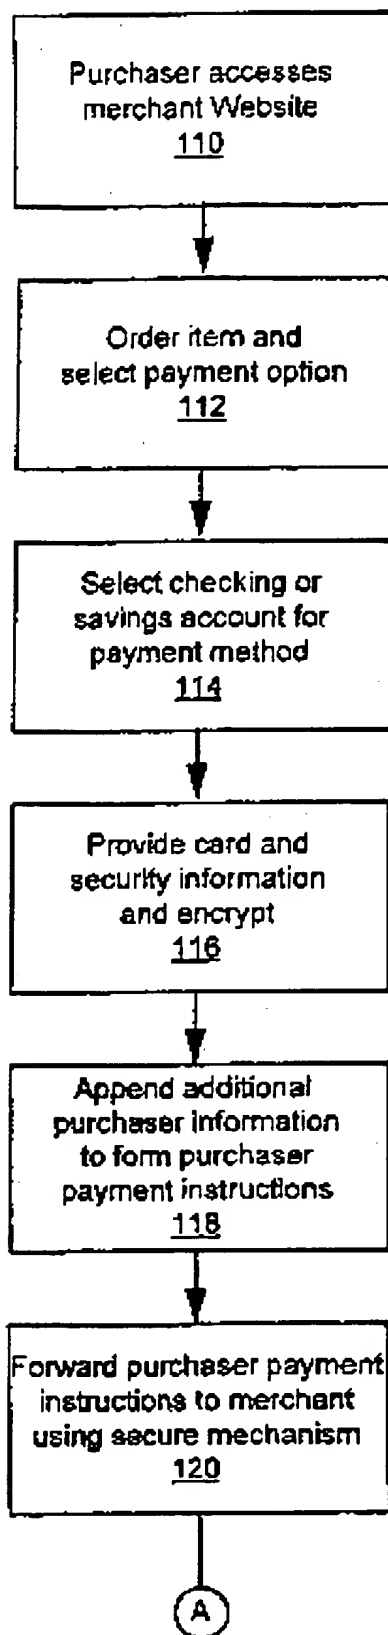 Purchaser accesses
merchant Website
110
Order item and
select payment option
112
Select checking or
savings account for
payment method
114
Provide card and
security information
and encrypt
116
Append additional
purchaser information
to form purchaser
payment instructions
118
Forward purchaser payment
instructions to merchant
using secure mechanism
120
A